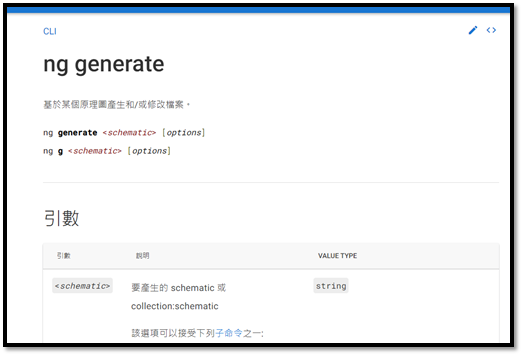 CLI
ng generate
基於某個原理圖產生和/或修改檔案。
ng generate <schematic> [options]
ng g <schematic> [options]
引數
引數 說明 VALUE TYPE
<schematic> 要產生的 schematic 或 string
collection:schematic
該選項可以接受下列子命令之一: